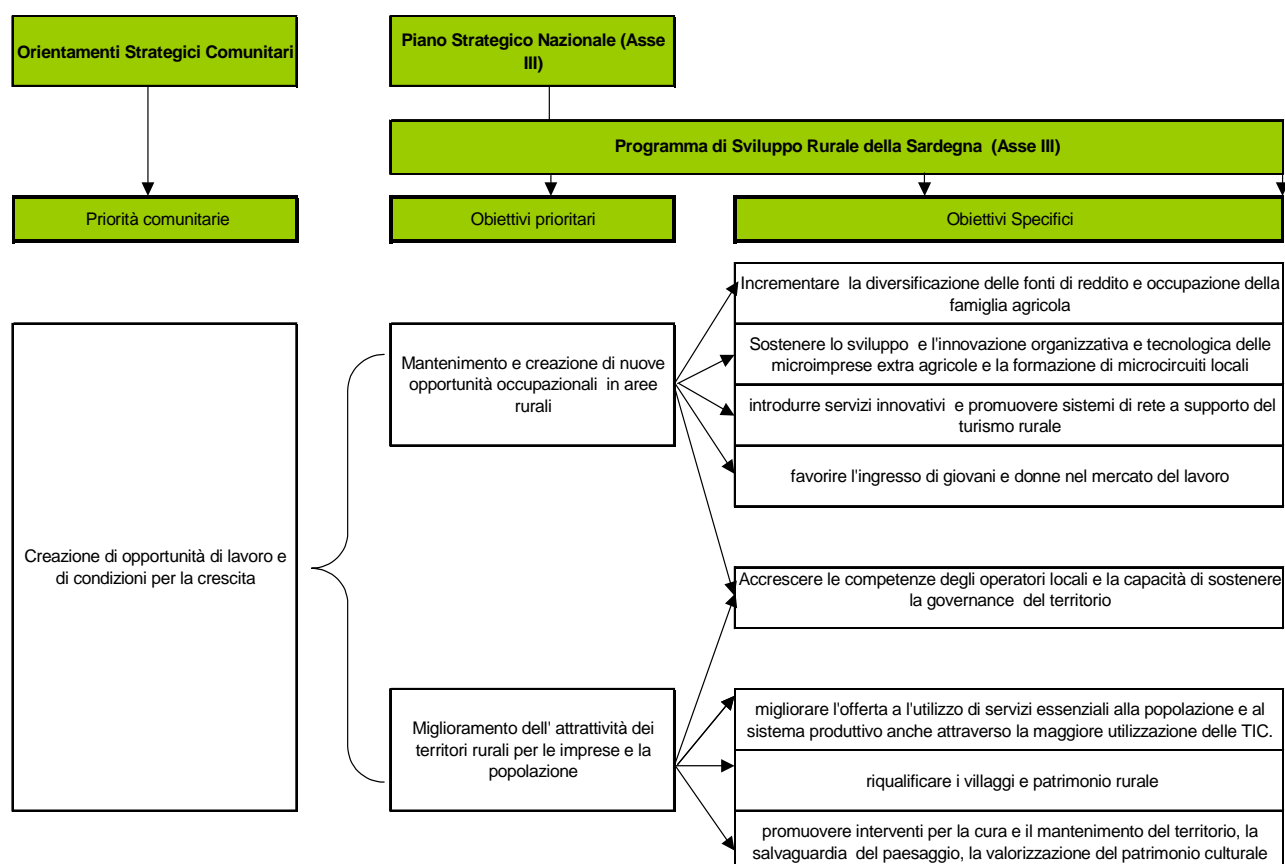 Orientamenti Strategici Comunitari
Piano Strategico Nazionale (Asse
III)
Programma di Sviluppo Rurale della Sardegna (Asse III)
Priorità comunitarie
Obiettivi prioritari
Obiettivi Specifici
Creazione di opportunità di lavoro e
di condizioni per la crescita
Mantenimento e creazione di nuove
opportunità occupazionali in aree
rurali
Incrementare la diversificazione delle fonti di reddito e occupazione della
famiglia agricola
Sostenere lo sviluppo e l'innovazione organizzativa e tecnologica delle
microimprese extra agricole e la formazione di microcircuiti locali
introdurre servizi innovativi e promuovere sistemi di rete a supporto del
turismo rurale
favorire l'ingresso di giovani e donne nel mercato del lavoro
Accrescere le competenze degli operatori locali e la capacità di sostenere
la governance del territorio
Miglioramento dell' attrattività dei
territori rurali per le imprese e la
popolazione
migliorare l'offerta a l'utilizzo di servizi essenziali alla popolazione e al
sistema produttivo anche attraverso la maggiore utilizzazione delle TIC.
riqualificare i villaggi e patrimonio rurale
promuovere interventi per la cura e il mantenimento del territorio, la
salvaguardia del paesaggio, la valorizzazione del patrimonio culturale